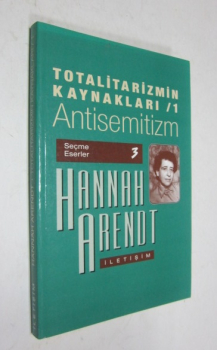 TOTALİTARİZMİN
KAYNAKLARI /1
Antisemitizm
Seçme
Eserler
3
HANNAH
ARENDT
İLETİŞİM